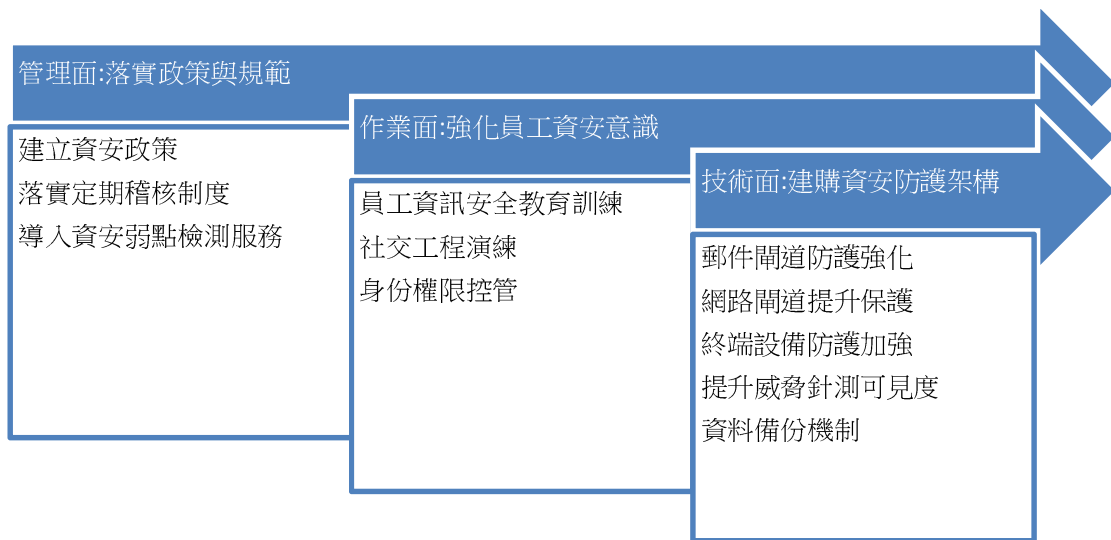 管理面:落實政策與規範
建立資安政策
落實定期稽核制度
導入資安弱點檢測服務
作業面:強化員工資安意識
員工資訊安全教育訓練
社交工程演練
身份權限控管
技術面:建購資安防護架構
郵件閘道防護強化
網路閘道提升保護
終端設備防護加強
提升威脅針測可見度
資料備份機制